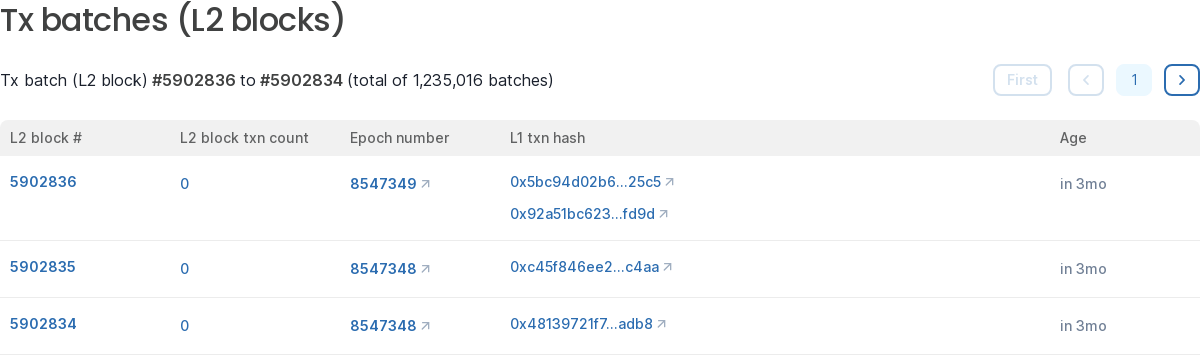 Tx batches (L2 blocks)
Tx batch (L2 block) #5902836 to #5902834 (total of 1,235,016 batches)
First 1
L2 block # L2 block txn count Epoch number L1 txn hash Age
5902836 0 8547349 0x5bc94d02b6...25c5 in 3mo
0x92a51bc623...fd9d
5902835 0 8547348 0xc45f846ee2...c4aa in 3mo
5902834 0 8547348 0x48139721f7...adb8 in 3mo